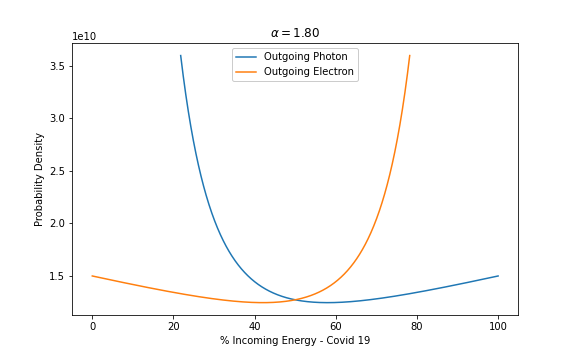 α = 1.80
1e10
Outgoing Photon
Outgoing Electron
3.5
3.0
2.5
2.0
1.5
Probability Density
0 20 40 60 80 100
% Incoming Energy - Covid 19